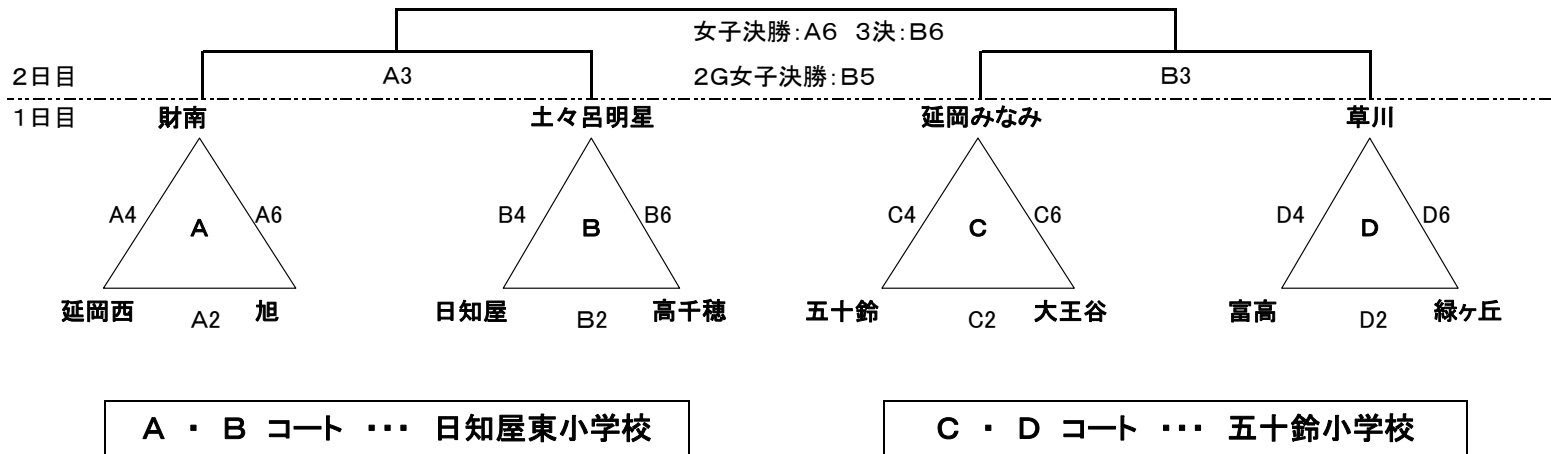 女子決勝:A6 3決:B6
2日目 A3 2G女子決勝:B5 B3
1日目 財南 土々呂明星 延岡みなみ 草川
A4 A A6 B4 B B6 C4 C C6 D4 D D6
延岡西 A2 旭 日知屋 B2 高千穂 五十鈴 C2 大王谷 富高 D2 緑ヶ丘
A ・ B コート ・・・ 日知屋東小学校 C ・ D コート ・・・ 五十鈴小学校